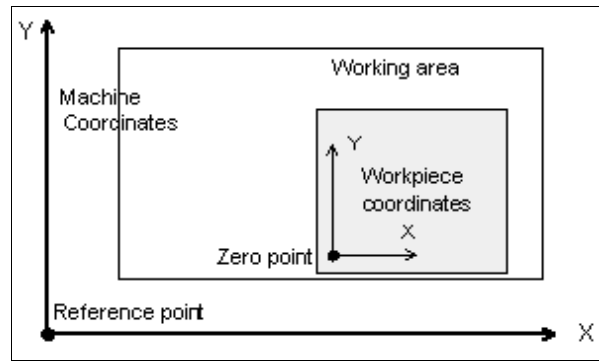 Y
Working area
Machine
Coordinates
Y
Workpiece
coordinates
X
Zero point
Reference point
X